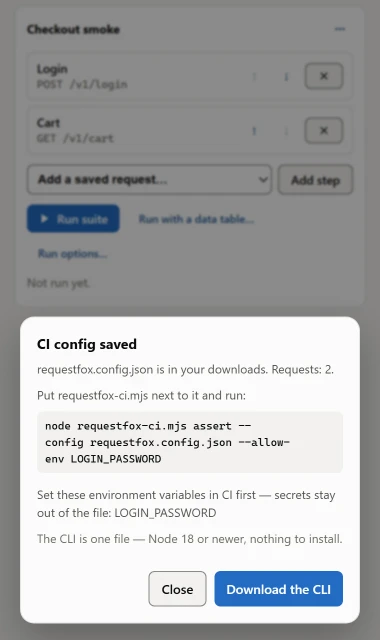 Checkout smoke
Login
POST /v1/login
Cart
GET /v1/cart
Add a saved request...
Add step
Run suite
Run with a data table...
Run options...
Not run yet.
CI config saved
requestfox.config.json is in your downloads. Requests: 2.
Put requestfox-ci.mjs next to it and run:
node requestfox-ci.mjs assert --
config requestfox.config.json --allow-
env LOGIN_PASSWORD
Set these environment variables in CI first — secrets stay
out of the file: LOGIN_PASSWORD
The CLI is one file — Node 18 or newer, nothing to install.
Close
Download the CLI